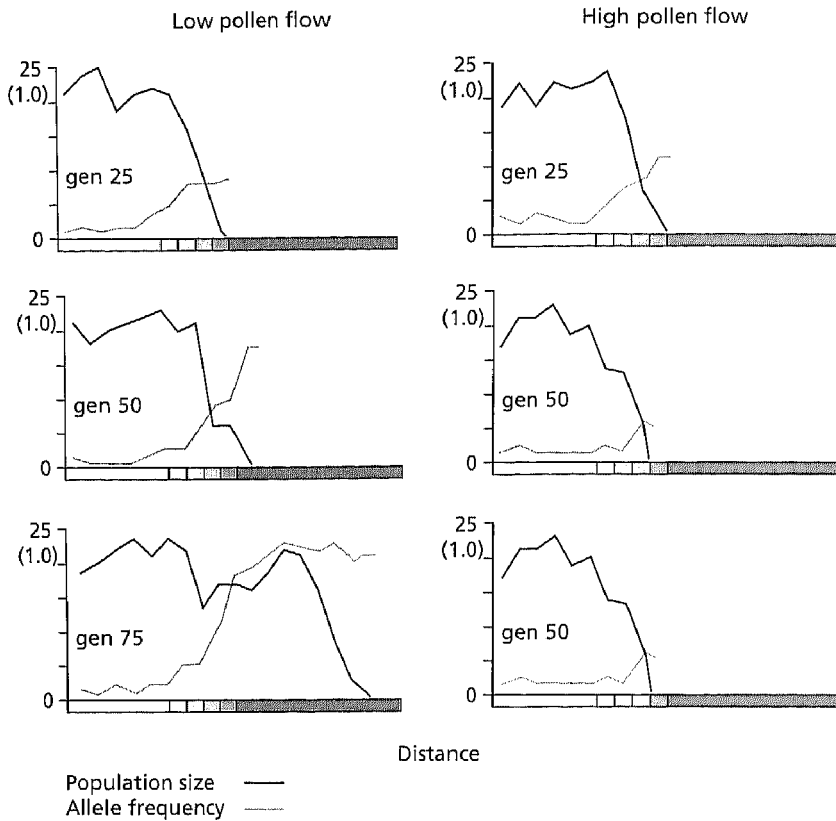 Low pollen flow
High pollen flow
25
(1.0)
gen 25
0
25
(1.0)
gen 25
0
25
(1.0)
gen 50
0
25
(1.0)
gen 50
0
25
(1.0)
gen 75
0
25
(1.0)
gen 50
0
Distance
Population size
Allele frequency